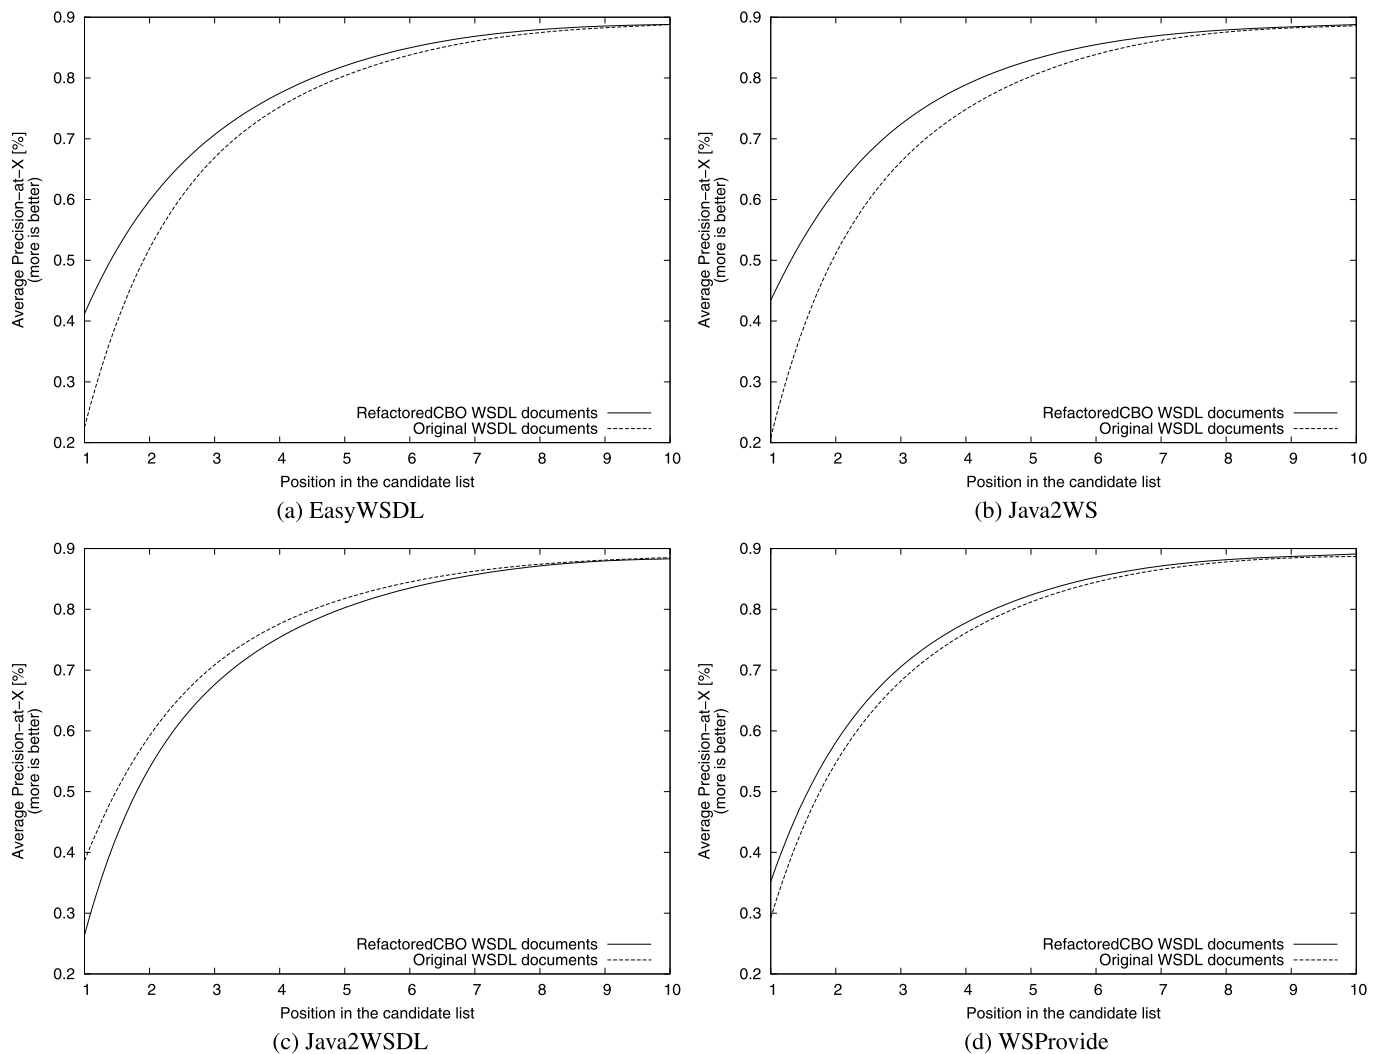 0.9
0.8
0.7
0.6
0.5
0.4
0.3
0.2
Average Precision−at−X [%]
(more is better)
RefactoredCBO WSDL documents
Original WSDL documents
1 2 3 4 5 6 7 8 9 10
Position in the candidate list
(a) EasyWSDL
0.9
0.8
0.7
0.6
0.5
0.4
0.3
0.2
Average Precision−at−X [%]
(more is better)
RefactoredCBO WSDL documents
Original WSDL documents
1 2 3 4 5 6 7 8 9 10
Position in the candidate list
(b) Java2WS
0.9
0.8
0.7
0.6
0.5
0.4
0.3
0.2
Average Precision−at−X [%]
(more is better)
RefactoredCBO WSDL documents
Original WSDL documents
1 2 3 4 5 6 7 8 9 10
Position in the candidate list
(c) Java2WSDL
0.9
0.8
0.7
0.6
0.5
0.4
0.3
0.2
Average Precision−at−X [%]
(more is better)
RefactoredCBO WSDL documents
Original WSDL documents
1 2 3 4 5 6 7 8 9 10
Position in the candidate list
(d) WSProvide